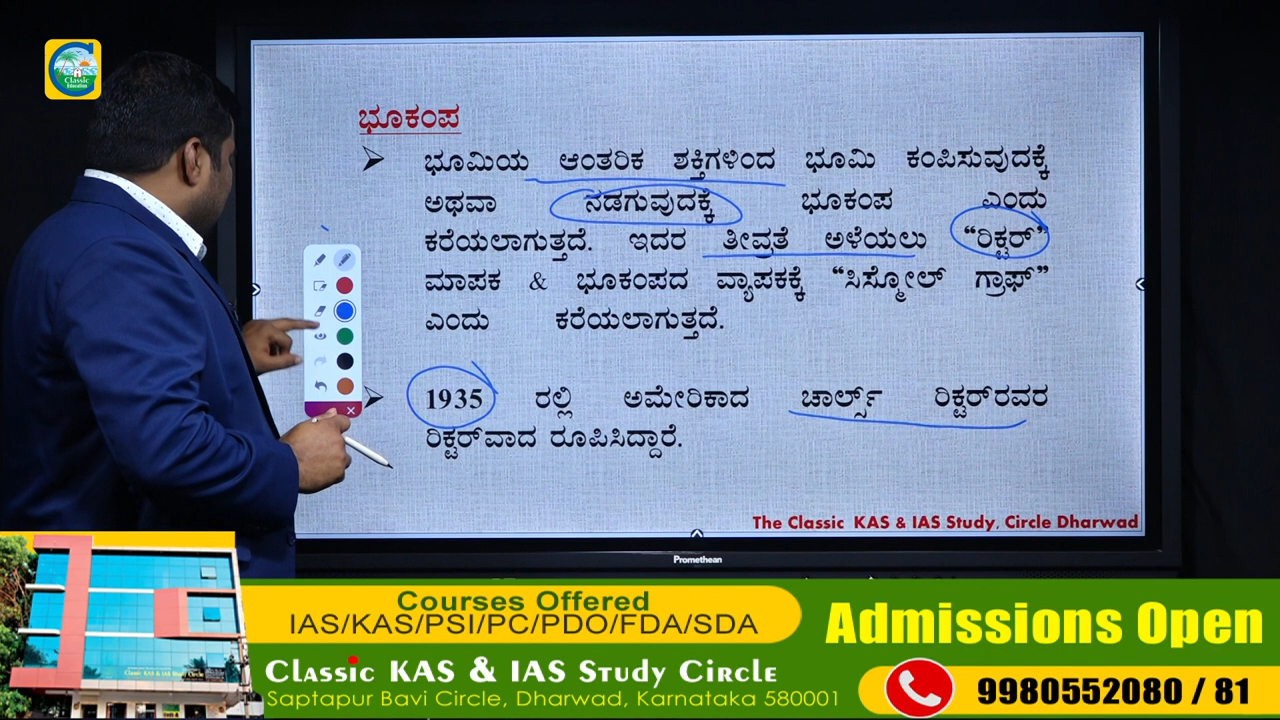 Classic
Education
ಭೂಕಂಪ
ಭೂಮಿಯ ಆಂತರಿಕ ಶಕ್ತಿಗಳಿಂದ ಭೂಮಿ ಕಂಪಿಸುವುದಕ್ಕೆ
ಅಥವಾ ನಡಗುವುದಕ್ಕೆ ಭೂಕಂಪ ಎಂದು
ಕರೆಯಲಾಗುತ್ತದೆ. ಇದರ ತೀವ್ರತೆ ಅಳೆಯಲು “ರಿಕ್ಟರ್”
ಮಾಪಕ & ಭೂಕಂಪದ ವ್ಯಾಪಕಕ್ಕೆ “ಸಿಸ್ಮೋಲ್ ಗ್ರಾಫ್”
ಎಂದು ಕರೆಯಲಾಗುತ್ತದೆ.
1935 ರಲ್ಲಿ ಅಮೇರಿಕಾದ ಚಾರ್ಲ್ಸ್ ರಿಕ್ಟರ್‌ರವರ
ರಿಕ್ಟರ್‌ವಾದ ರೂಪಿಸಿದ್ದಾರೆ.
The Classic KAS & IAS Study, Circle Dharwad
Promethean
Courses Offered
IAS/KAS/PSI/PC/PDO/FDA/SDA
Classic KAS & IAS Study Circle
Saptapur Bavi Circle, Dharwad, Karnataka 580001
Admissions Open
9980552080 / 81